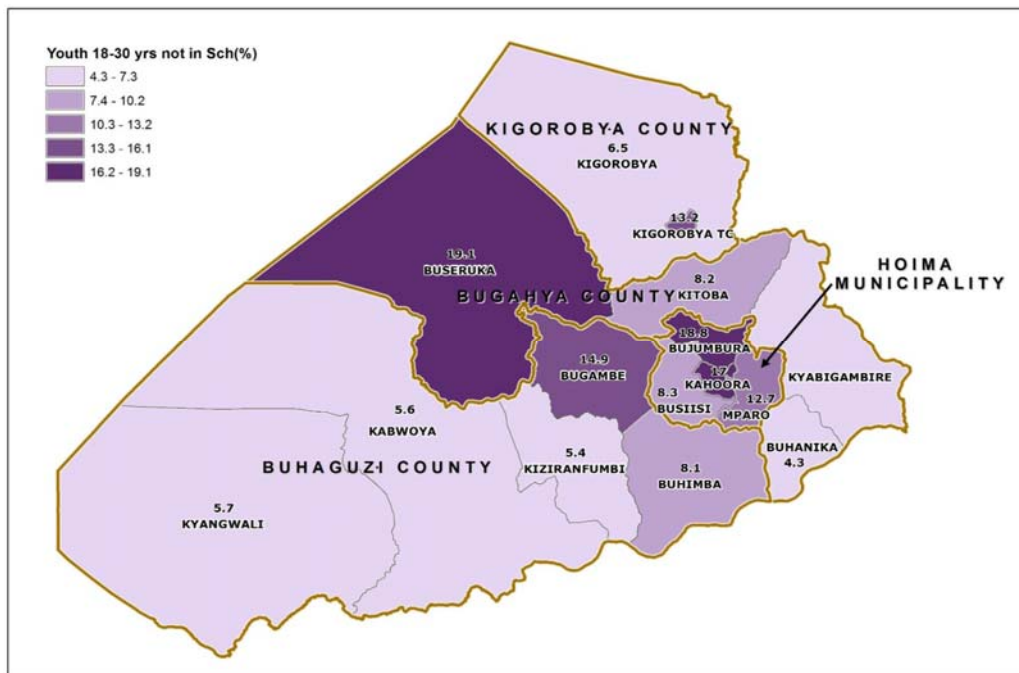 Youth 18-30 yrs not in Sch(%)
4.3 - 7.3
7.4 - 10.2
10.3 - 13.2
13.3 - 16.1
16.2 - 19.1
KIGOROBYA COUNTY
6.5
KIGOROBYA
13.2
KIGOROBYA TC
19.1
BUSERUKA
8.2
KITOBA
BUGAHYA COUNTY
HOIMA
MUNICIPALITY
18.8
BUJUMBURA
14.9
BUGAMBE
17
KAHOORA
KYABIGAMBIRE
8.3
BUSIISI
12.7
MPARO
5.6
KABWOYA
BUHANIKA
4.3
5.4
KIZIRANFUMBI
BUHAGUZI COUNTY
8.1
BUHIMBA
5.7
KYANGWALI